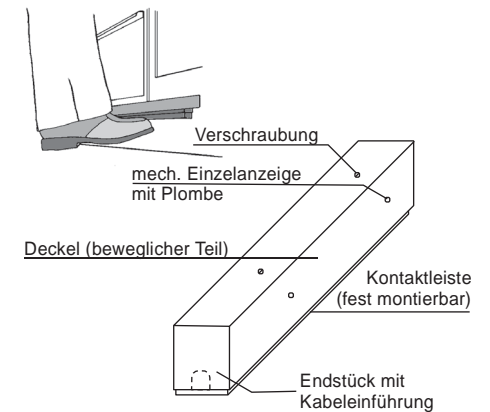 Verschraubung
mech. Einzelanzeige
mit Plombe
Deckel (beweglicher Teil)
Kontaktleiste
(fest montierbar)
Endstück mit
Kabeleinführung